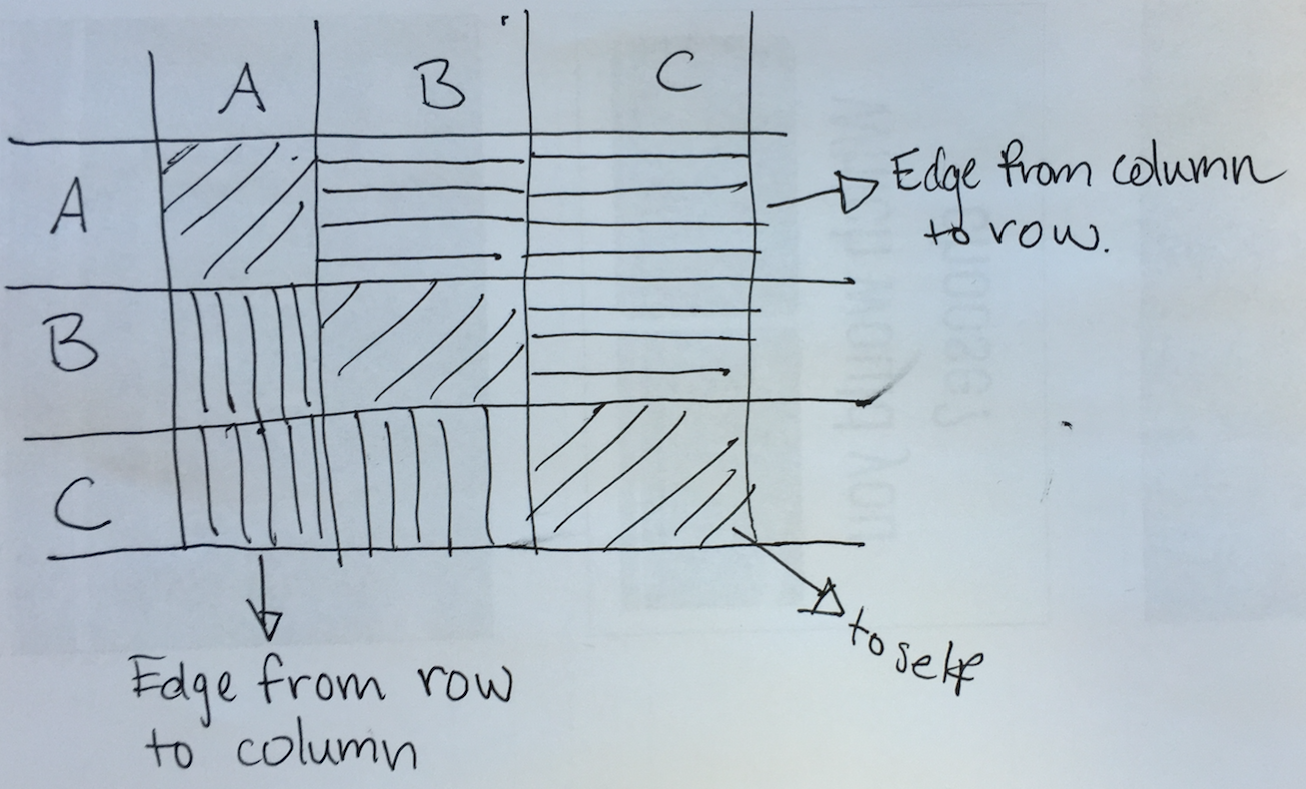 A B C
A
Edge from column
to row.
B
C
to self
Edge from row
to column